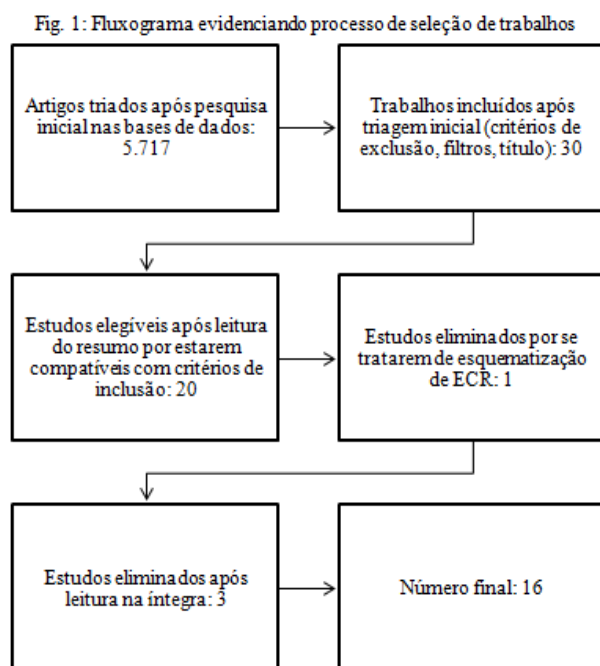 Fig. 1: Fluxograma evidenciando processo de seleção de trabalhos
Artigos triados após pesquisa
inicial nas bases de dados:
5.717
Trabalhos incluídos após
triagem inicial (critérios de
exclusão, filtros, título): 30
Estudos elegíveis após leitura
do resumo por estarem
compatíveis com critérios de
inclusão: 20
Estudos eliminados por se
tratarem de esquematização
de ECR: 1
Estudos eliminados após
leitura na íntegra: 3
Número final: 16